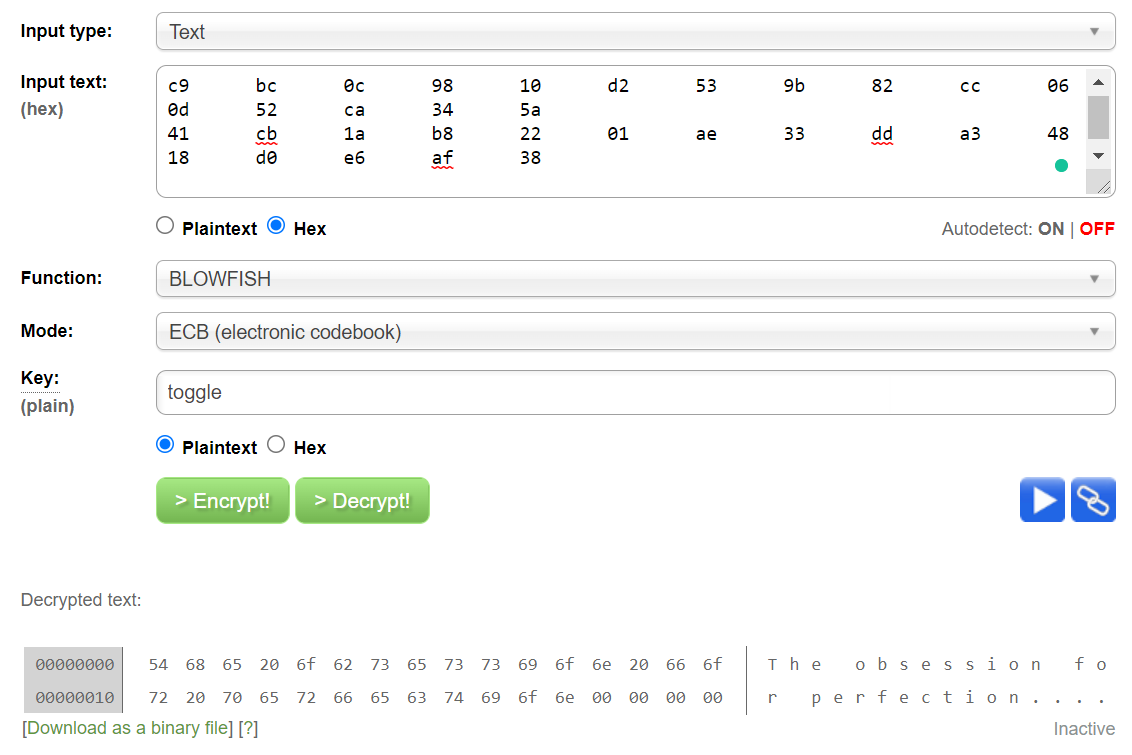 Input type:
Text
Input text:
(hex)
c9 bc 0c 98 10 d2 53 9b 82 cc 06
0d 52 ca 34 5a
41 cb 1a b8 22 01 ae 33 dd a3 48
18 d0 e6 af 38
Plaintext Hex
Autodetect: ON | OFF
Function:
BLOWFISH
Mode:
ECB (electronic codebook)
Key:
(plain)
toggle
Plaintext Hex
> Encrypt! > Decrypt!
Decrypted text:
00000000 54 68 65 20 6f 62 73 65 73 73 69 6f 6e 20 66 6f T h e o b s e s s i o n f o
00000010 72 20 70 65 72 66 65 63 74 69 6f 6e 00 00 00 00 r p e r f e c t i o n . . . .
[Download as a binary file] [?]
Inactive